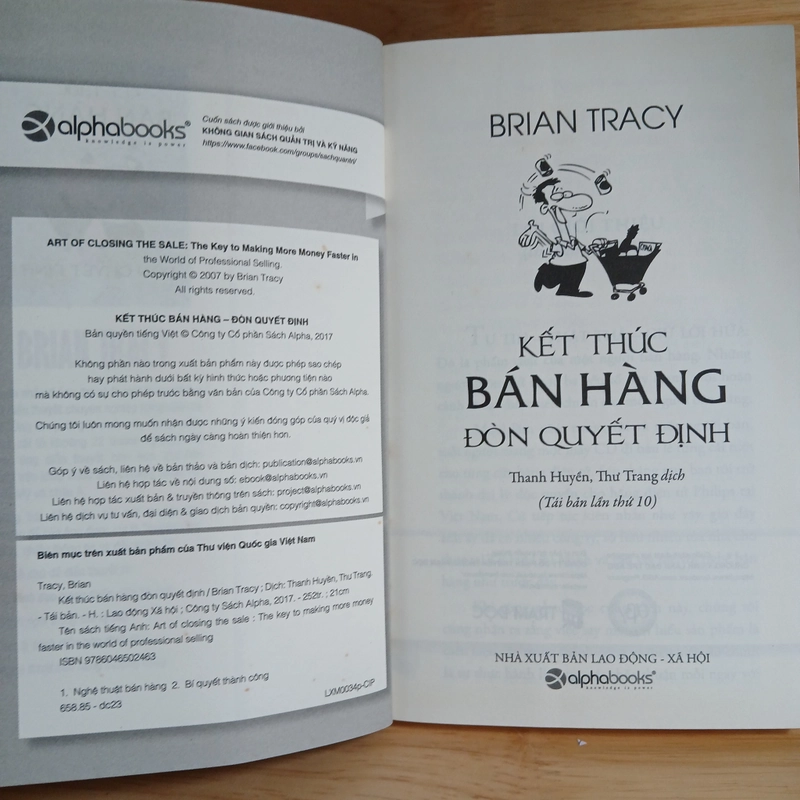 alphabooks®
knowledge is power
Cuốn sách được giới thiệu bởi
KHÔNG GIAN SÁCH QUẢN TRỊ VÀ KỸ NĂNG
https://www.facebook.com/groups/sachquantri/
ART OF CLOSING THE SALE: The Key to Making More Money Faster in
the World of Professional Selling.
Copyright © 2007 by Brian Tracy
All rights reserved.
KẾT THÚC BÁN HÀNG – ĐÒN QUYẾT ĐỊNH
Bản quyền tiếng Việt © Công ty Cổ phần Sách Alpha, 2017
Không phần nào trong xuất bản phẩm này được phép sao chép
hay phát hành dưới bất kỳ hình thức hoặc phương tiện nào
mà không có sự cho phép trước bằng văn bản của Công ty Cổ phần Sách Alpha.
Chúng tôi luôn mong muốn nhận được những ý kiến đóng góp của quý vị độc giả
để sách ngày càng hoàn thiện hơn.
Góp ý về sách, liên hệ về bản thảo và bản dịch: publication@alphabooks.vn
Liên hệ hợp tác về nội dung số: ebook@alphabooks.vn
Liên hệ hợp tác xuất bản & truyền thông trên sách: project@alphabooks.vn
Liên hệ dịch vụ tư vấn, đại diện & giao dịch bản quyền: copyright@alphabooks.vn
Biên mục trên xuất bản phẩm của Thư viện Quốc gia Việt Nam
Tracy, Brian
Kết thúc bán hàng đòn quyết định / Brian Tracy ; Dịch: Thanh Huyền, Thư Trang.
- Tái bản. - H. : Lao động Xã hội ; Công ty Sách Alpha, 2017. - 252tr. ; 21cm
Tên sách tiếng Anh: Art of closing the sale : The key to making more money
faster in the world of professional selling
ISBN 9786046502463
1. Nghệ thuật bán hàng 2. Bí quyết thành công
658.85 - dc23
LXM0034p-CIP
BRIAN TRACY
KẾT THÚC
BÁN HÀNG
ĐÒN QUYẾT ĐỊNH
Thanh Huyền, Thư Trang dịch
(Tái bản lần thứ 10)
NHÀ XUẤT BẢN LAO ĐỘNG - XÃ HỘI
alphabooks®
knowledge is power